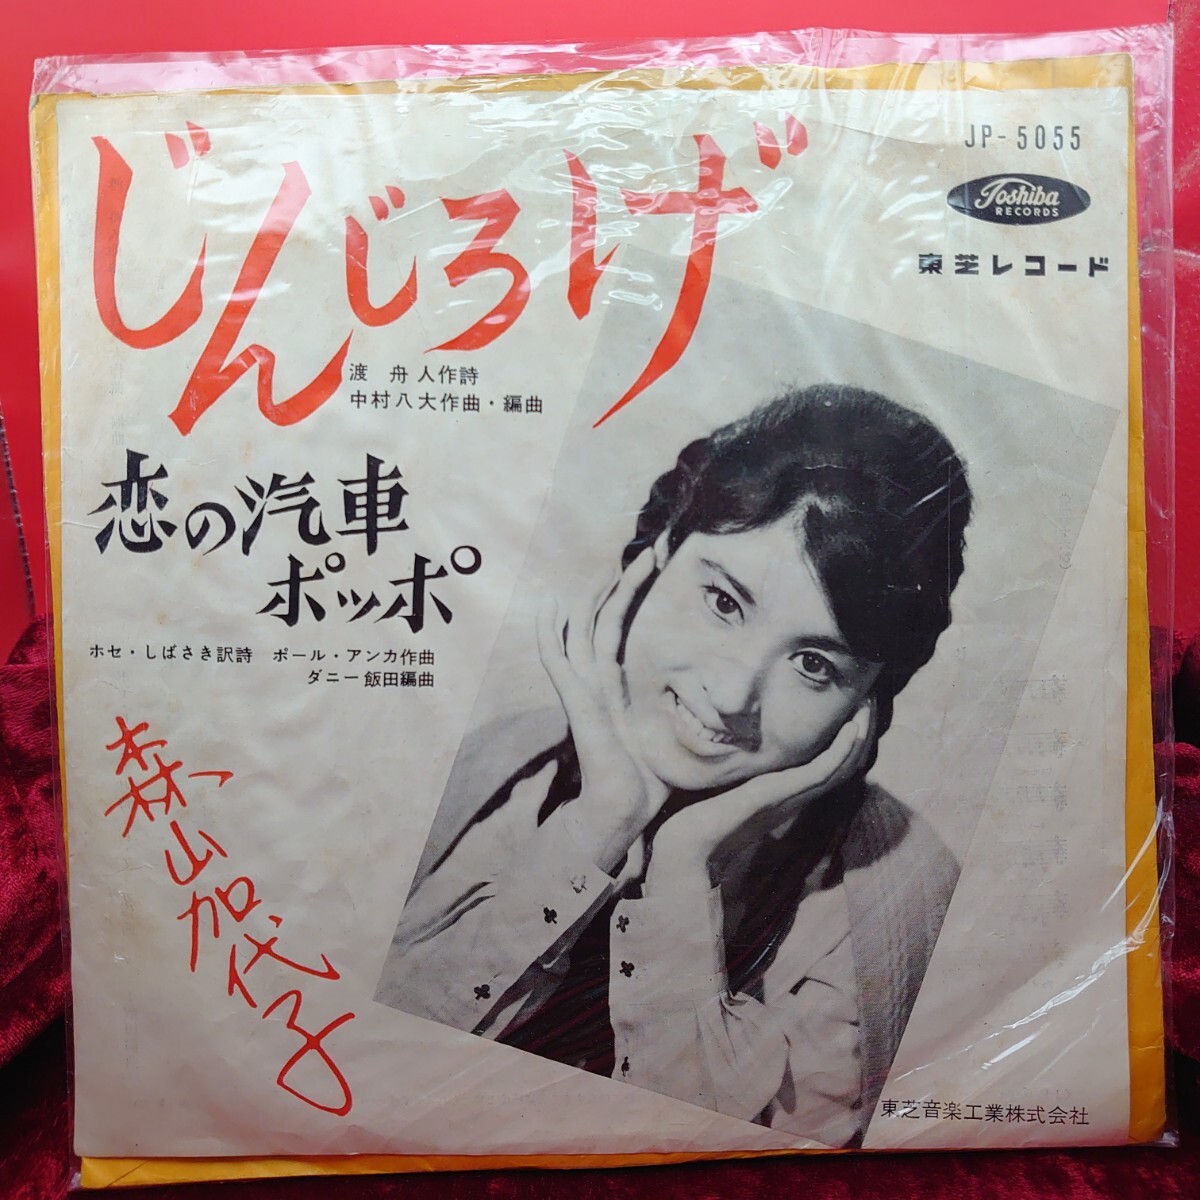 JP-5055
Toshiba
RECORDS
東芝レコード
じんじろげ
渡 舟 人作詩
中村八大作曲・編曲
恋の汽車
ポッポ
ホセ・しばさき訳詩 ポール・アンカ作曲
ダニー飯田編曲
森山加代子
東芝音楽工業株式会社